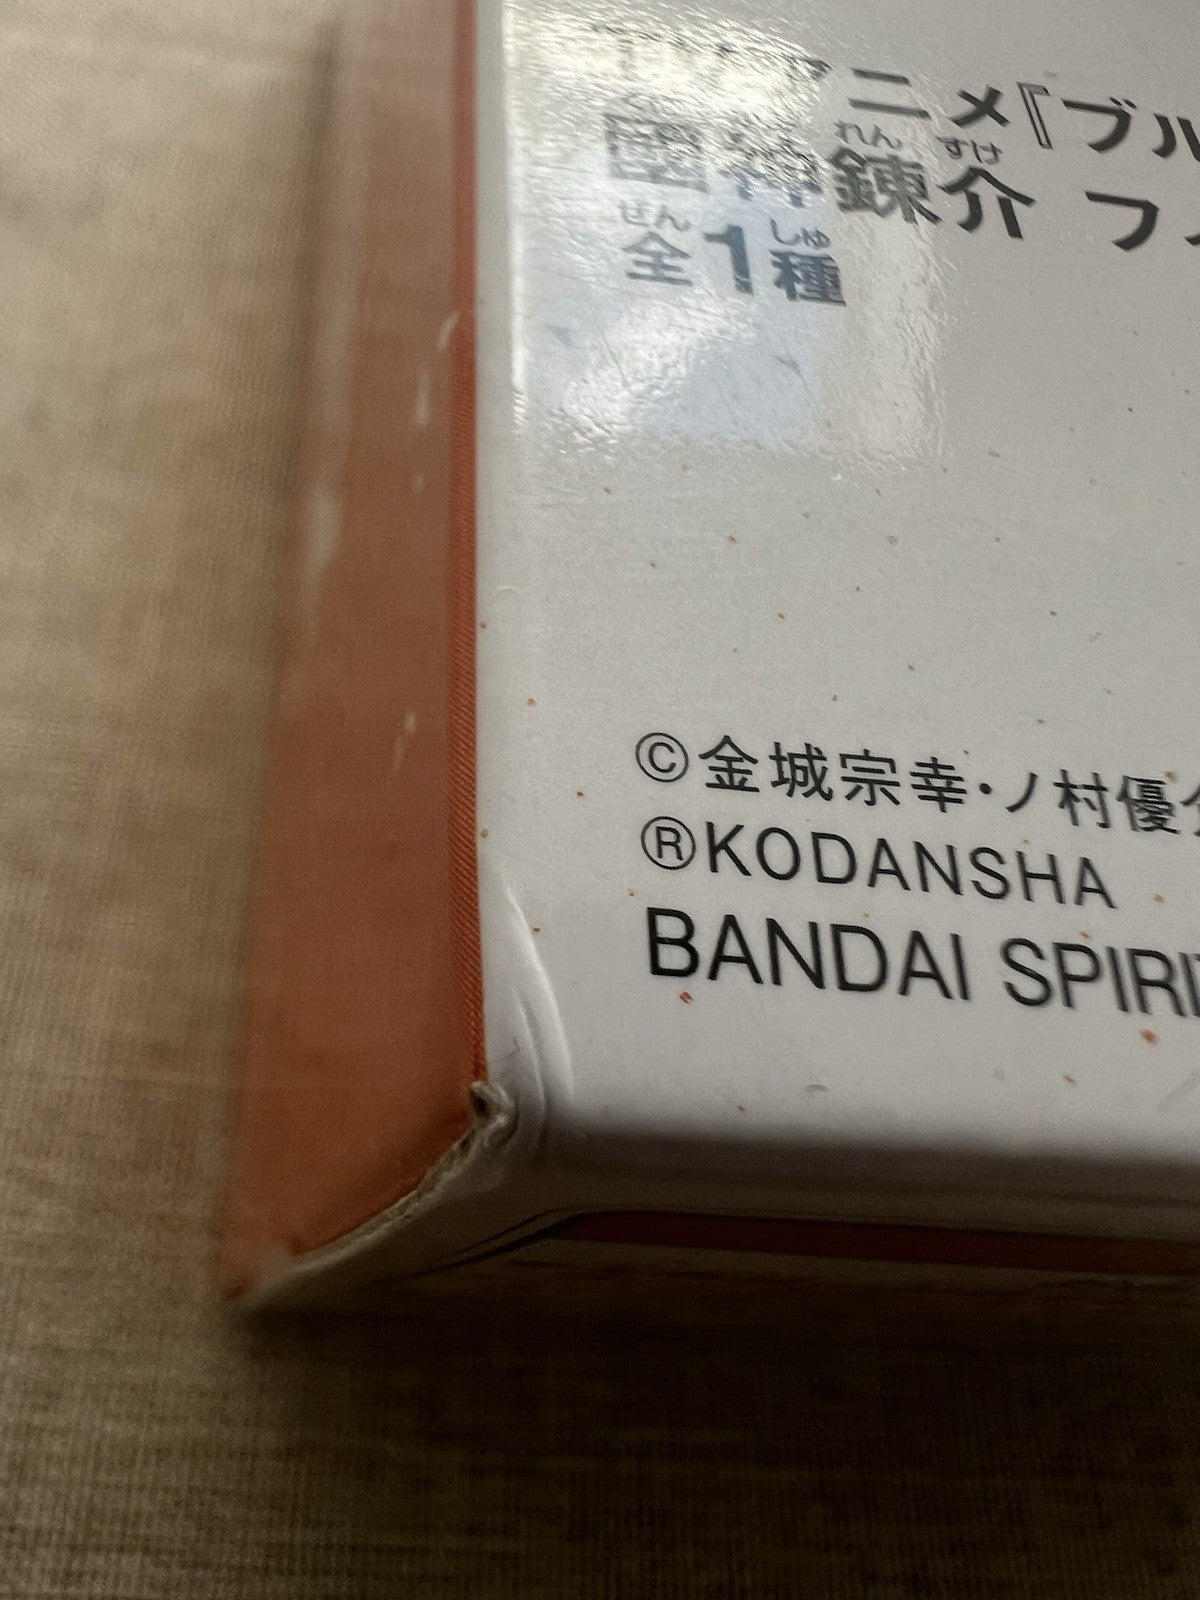 アニメ『ブル
れん すけ
國神錬介 フ
ぜん しゅ
全1種
©金城宗幸・ノ村優介
®KODANSHA
BANDAI SPIRI